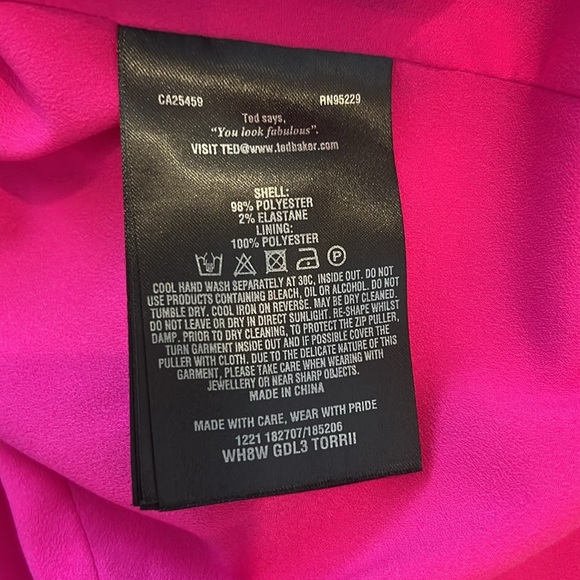 CA25459 RN95229
Ted says,
"You look fabulous".
VISIT TED@www.tedbaker.com
SHELL:
98% POLYESTER
2% ELASTANE
LINING:
100% POLYESTER
P
COOL HAND WASH SEPARATELY AT 30C, INSIDE OUT. DO NOT
USE PRODUCTS CONTAINING BLEACH, OIL OR ALCOHOL. DO NOT
TUMBLE DRY. COOL IRON ON REVERSE. MAY BE DRY CLEANED.
DO NOT LEAVE OR DRY IN DIRECT SUNLIGHT. RE-SHAPE WHILST
DAMP. PRIOR TO DRY CLEANING, TO PROTECT THE ZIP PULLER,
TURN GARMENT INSIDE OUT AND IF POSSIBLE COVER THE
PULLER WITH CLOTH. DUE TO THE DELICATE NATURE OF THIS
GARMENT, PLEASE TAKE CARE WHEN WEARING WITH
JEWELLERY OR NEAR SHARP OBJECTS.
MADE IN CHINA
MADE WITH CARE, WEAR WITH PRIDE
1221 182707/185206
WH8W GDL3 TORRII